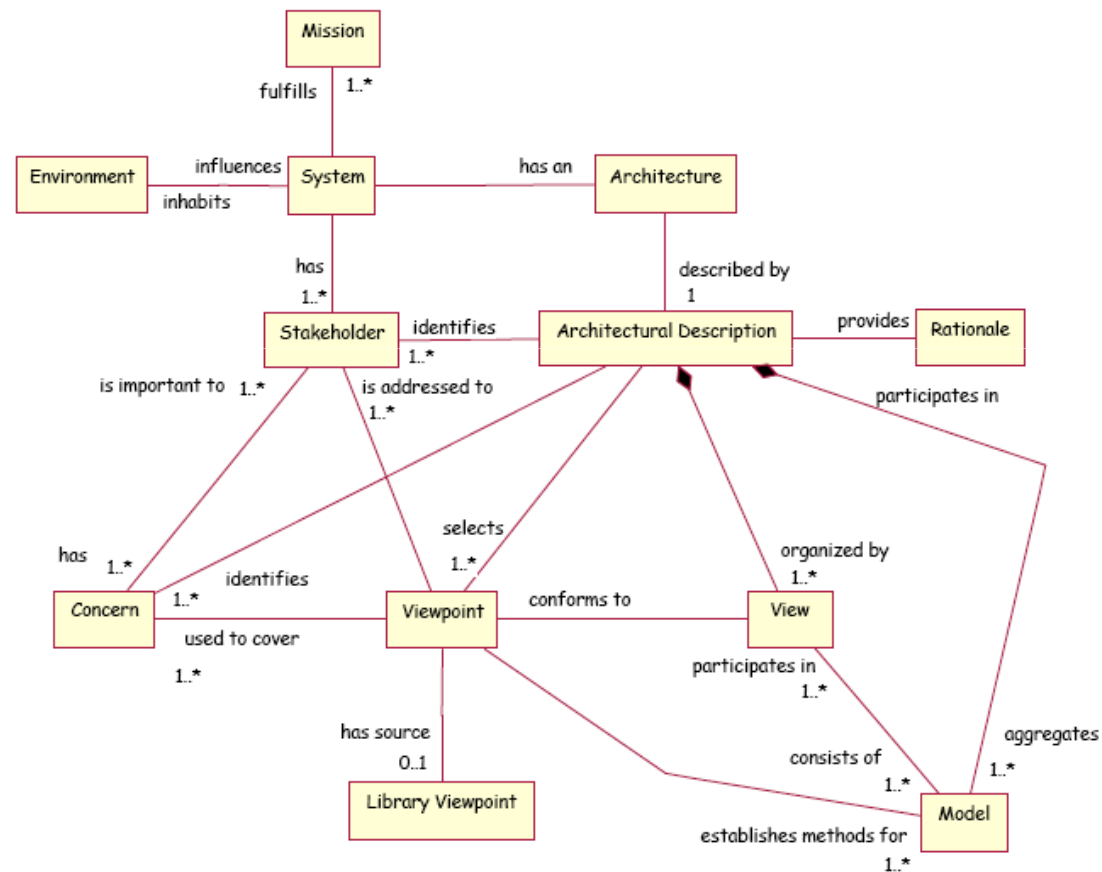 Mission
fulfills
1..*
Environment
influences
inhabits
System
has an
Architecture
has
1..*
described by
1
Stakeholder
identifies
1..*
Architectural Description
provides
Rationale
is important to
1..*
is addressed to
1..*
participates in
selects
1..*
organized by
1..*
has
1..*
identifies
1..*
Concern
used to cover
1..*
Viewpoint
conforms to
View
participates in
1..*
has source
0..1
consists of
1..*
aggregates
1..*
Library Viewpoint
Model
establishes methods for
1..*